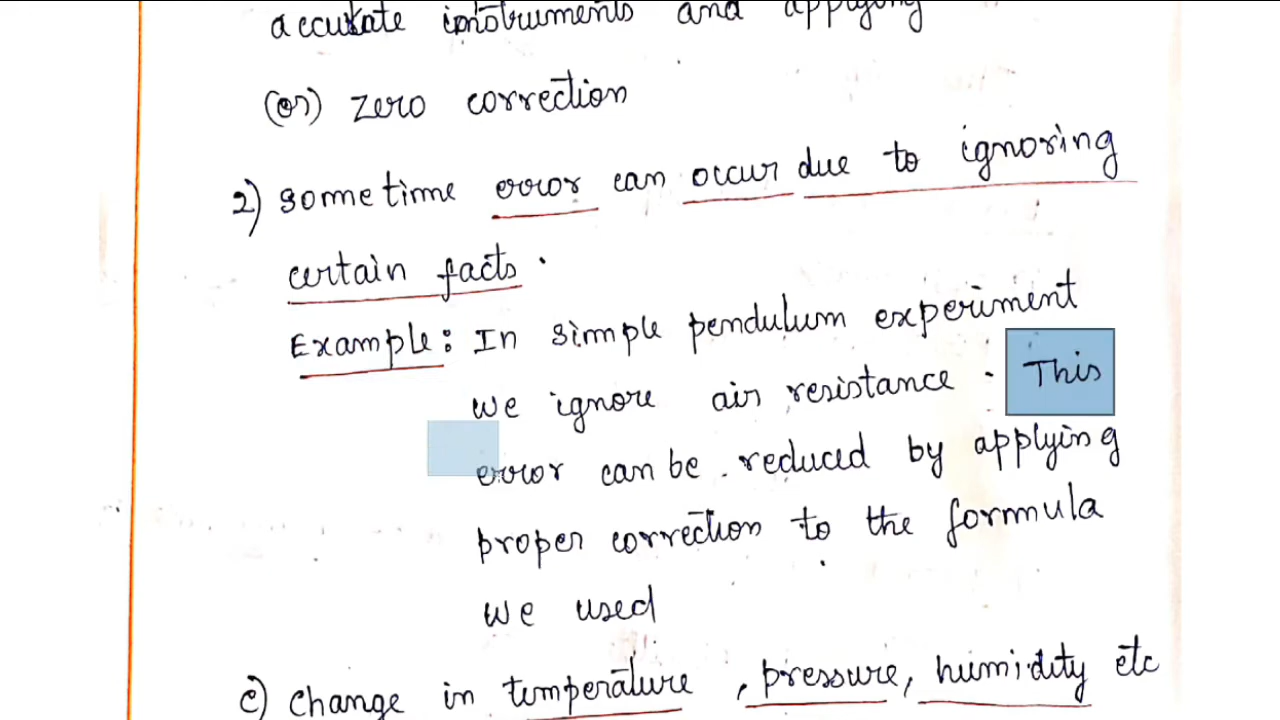 accurate instruments and applying
(or) zero correction
2) sometime error can occur due to ignoring
certain facts.
Example: In simple pendulum experiment
we ignore air resistance. This
error can be reduced by applying
proper correction to the formula
we used
c) change in temperature, pressure, humidity etc